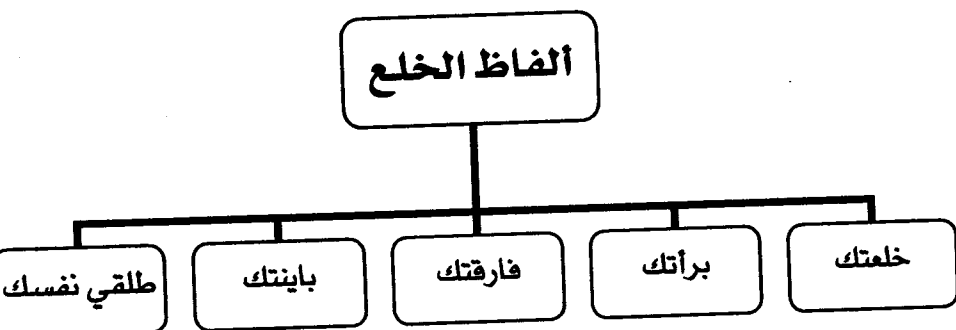 ألفاظ الخلع
خلعتك
برأتك
فارقتك
باينتك
طلقي نفسك